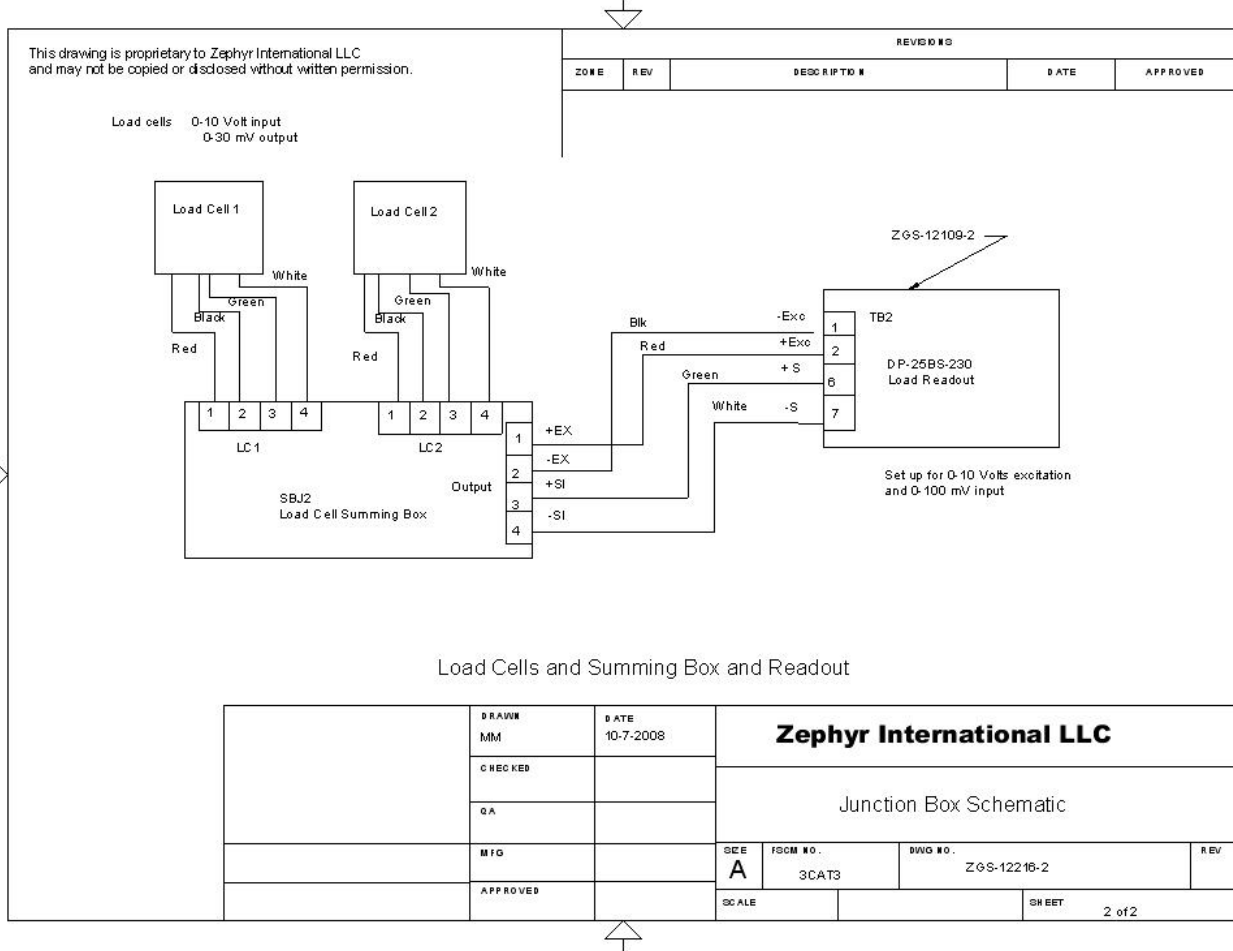 This drawing is proprietary to Zephyr International LLC
and may not be copied or disclosed without written permission.
REVISIONS
ZONE REV DESCRIPTION DATE APPROVED
Load cells 0-10 Volt input
0-30 mV output
Load Cell 1
Load Cell 2
White
Green
Black
Red
White
Green
Black
Red
1 2 3 4
LC1
1 2 3 4
LC2
SBJ2
Load Cell Summing Box
Output
1
2
3
4
+EX
-EX
+SI
-SI
Blk
Red
Green
White
-Exc
+Exc
+ S
-S
ZGS-12109-2
1
2
6
7
TB2
DP-25BS-230
Load Readout
Set up for 0-10 Volts excitation
and 0-100 mV input
Load Cells and Summing Box and Readout
DRAWN
MM
DATE
10-7-2008
CHECKED
QA
MFG
APPROVED
Zephyr International LLC
Junction Box Schematic
SIZE
A
FSCM NO.
3CAT3
DWG NO.
ZGS-12216-2
REV
SCALE
SHEET
2 of 2